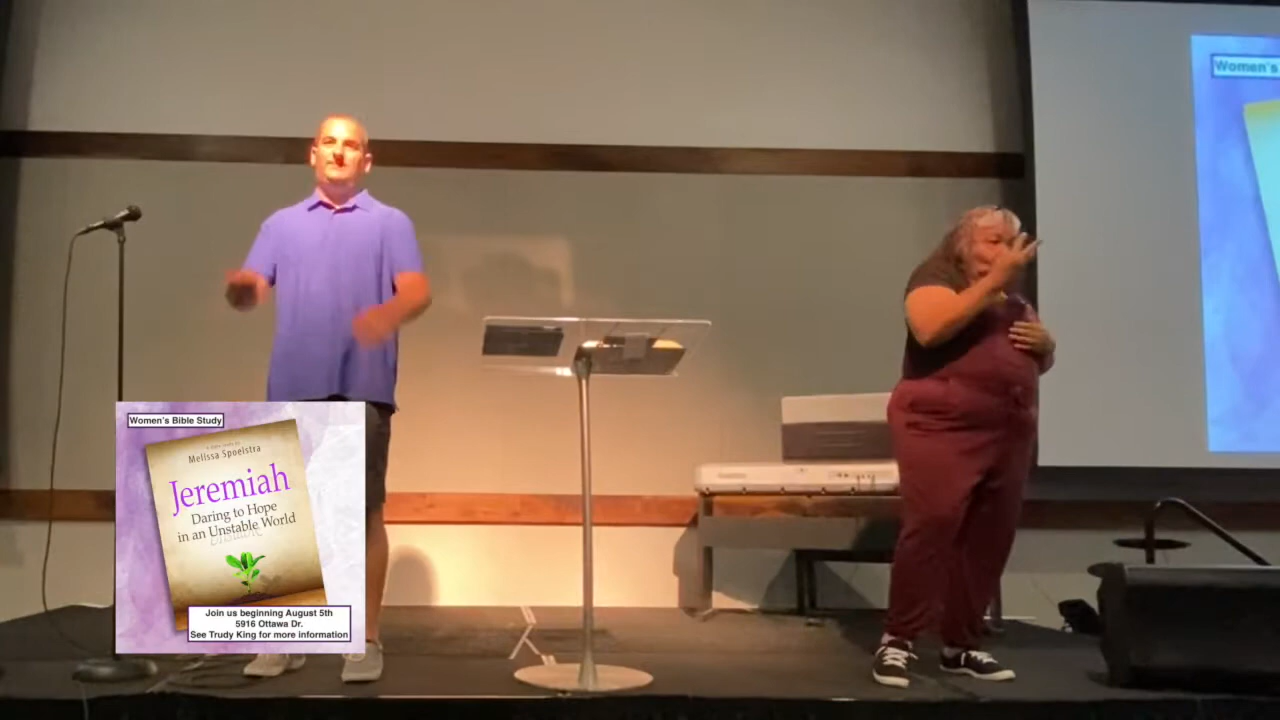 Women's
Women's Bible Study
Melissa Spoelstra
Jeremiah
Daring to Hope
in an Unstable World
Join us beginning August 5th
5916 Ottawa Dr.
See Trudy King for more information